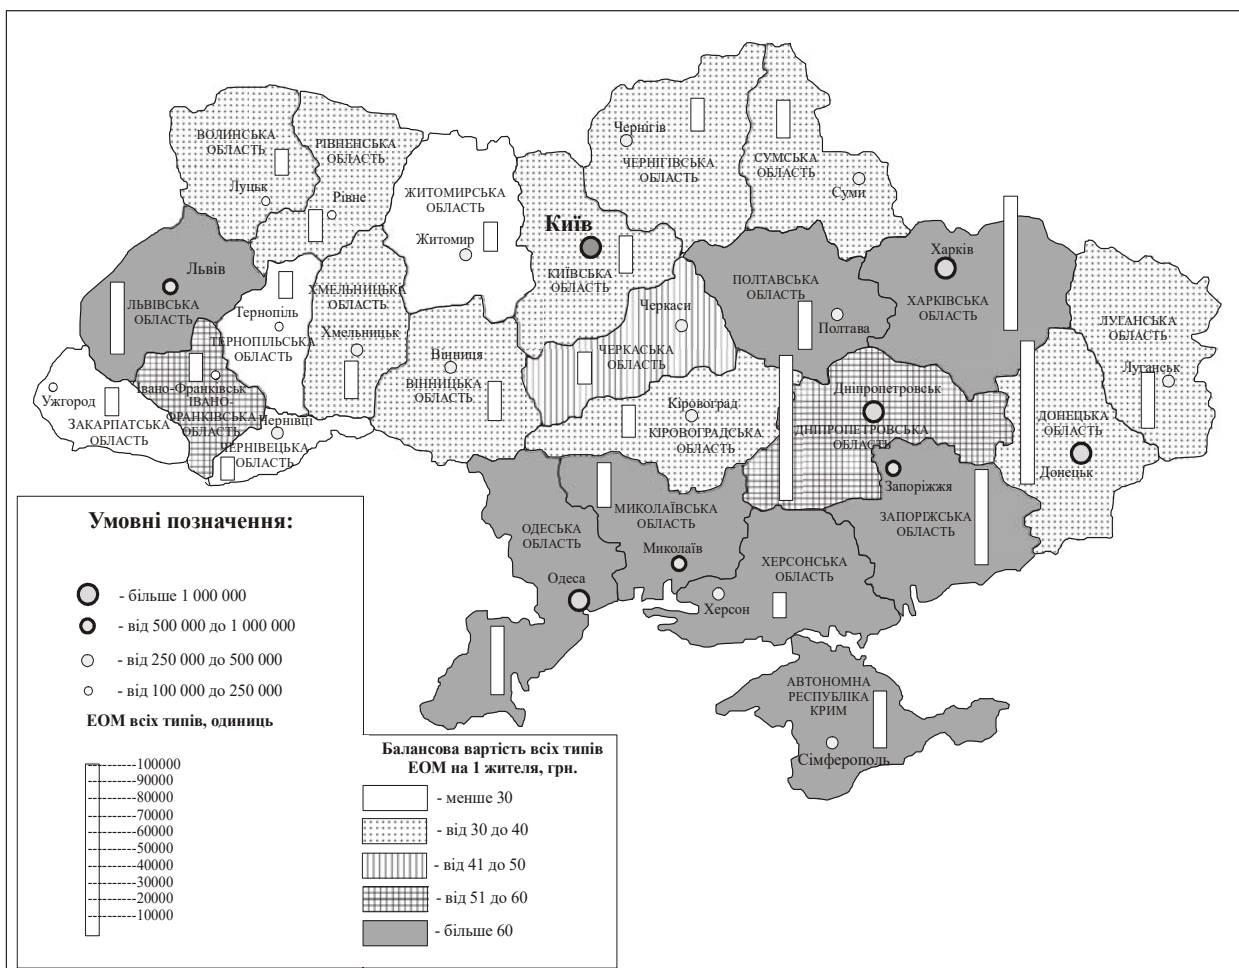 Чернігів
ЧЕРНІГІВСЬКА
ОБЛАСТЬ
СУМСЬКА
ОБЛАСТЬ
Суми
ВОЛИНСЬКА
ОБЛАСТЬ
Луцьк
РІВНЕНСЬКА
ОБЛАСТЬ
Рівне
ЖИТОМИРСЬКА
ОБЛАСТЬ
Житомир
Київ
КИЇВСЬКА
ОБЛАСТЬ
Львів
ЛЬВІВСЬКА
ОБЛАСТЬ
Тернопіль
ТЕРНОПІЛЬСЬКА
ОБЛАСТЬ
ХМЕЛЬНИЦЬКА
ОБЛАСТЬ
Хмельницьк
Вінниця
ВІННИЦЬКА
ОБЛАСТЬ
Черкаси
ЧЕРКАСЬКА
ОБЛАСТЬ
ПОЛТАВСЬКА
ОБЛАСТЬ
Полтава
Харків
ХАРКІВСЬКА
ОБЛАСТЬ
ЛУГАНСЬКА
ОБЛАСТЬ
Луганськ
Ужгород
ЗАКАРПАТСЬКА
ОБЛАСТЬ
Івано-Франківськ
ІВАНО-
ФРАНКІВСЬКА
ОБЛАСТЬ
Чернівці
ЧЕРНІВЕЦЬКА
ОБЛАСТЬ
Кіровоград
КІРОВОГРАДСЬКА
ОБЛАСТЬ
Дніпропетровськ
ДНІПРОПЕТРОВСЬКА
ОБЛАСТЬ
ДОНЕЦЬКА
ОБЛАСТЬ
Донецьк
Запоріжжя
ЗАПОРІЖСЬКА
ОБЛАСТЬ
ОДЕСЬКА
ОБЛАСТЬ
Одеса
МИКОЛАЇВСЬКА
ОБЛАСТЬ
Миколаїв
ХЕРСОНСЬКА
ОБЛАСТЬ
Херсон
АВТОНОМНА
РЕСПУБЛІКА
КРИМ
Сімферополь
Умовні позначення:
- більше 1 000 000
- від 500 000 до 1 000 000
- від 250 000 до 500 000
- від 100 000 до 250 000
ЕОМ всіх типів, одиниць
100000
90000
80000
70000
60000
50000
40000
30000
20000
10000
Балансова вартість всіх типів
ЕОМ на 1 жителя, грн.
- менше 30
- від 30 до 40
- від 41 до 50
- від 51 до 60
- більше 60